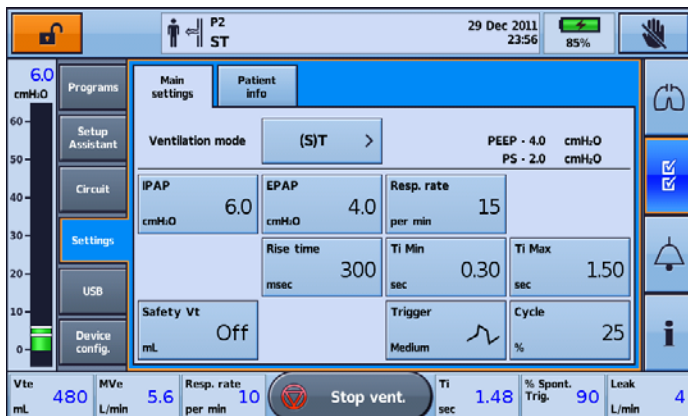 P2
ST
29 Dec 2011
23:56
85%
6.0
cmH₂O
60
50
40
30
20
10
0
Programs
Setup
Assistant
Circuit
Settings
USB
Device
config.
Main
settings
Patient
info
Ventilation mode
(S)T >
PEEP - 4.0 cmH₂O
PS - 2.0 cmH₂O
IPAP
6.0
cmH₂O
EPAP
4.0
cmH₂O
Resp. rate
15
per min
Rise time
300
msec
Ti Min
0.30
sec
Ti Max
1.50
sec
Safety Vt
Off
mL
Trigger
Medium
Cycle
25
%
Vte
480
mL
MVe
5.6
L/min
Resp. rate
10
per min
Stop vent.
Ti
1.48
sec
% Spont.
Trig.
90
Leak
4
L/min